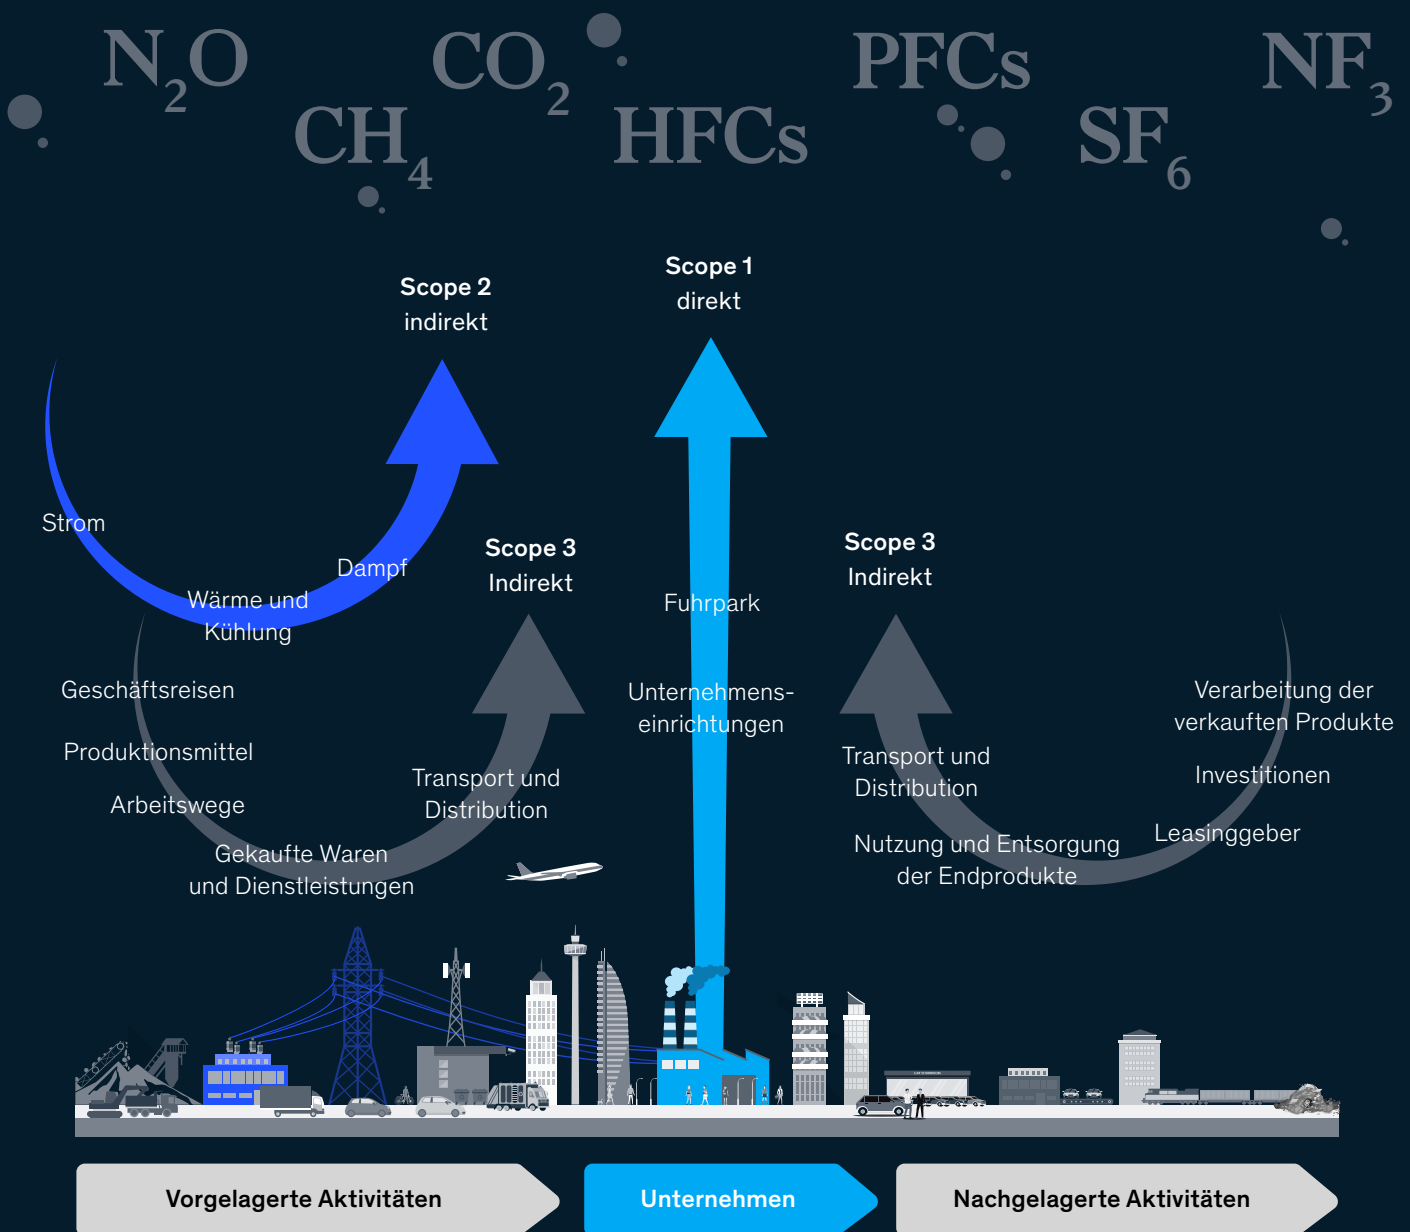 N₂O
CO₂
PFCs
NF₃
CH₄
HFCs
SF₆
Scope 1
direkt
Scope 2
indirekt
Strom
Wärme und
Kühlung
Dampf
Scope 3
Indirekt
Geschäftsreisen
Produktionsmittel
Arbeitswege
Gekaufte Waren
und Dienstleistungen
Transport und
Distribution
Fuhrpark
Unternehmens-
einrichtungen
Scope 3
Indirekt
Transport und
Distribution
Nutzung und Entsorgung
der Endprodukte
Verarbeitung der
verkauften Produkte
Investitionen
Leasinggeber
Vorgelagerte Aktivitäten
Unternehmen
Nachgelagerte Aktivitäten